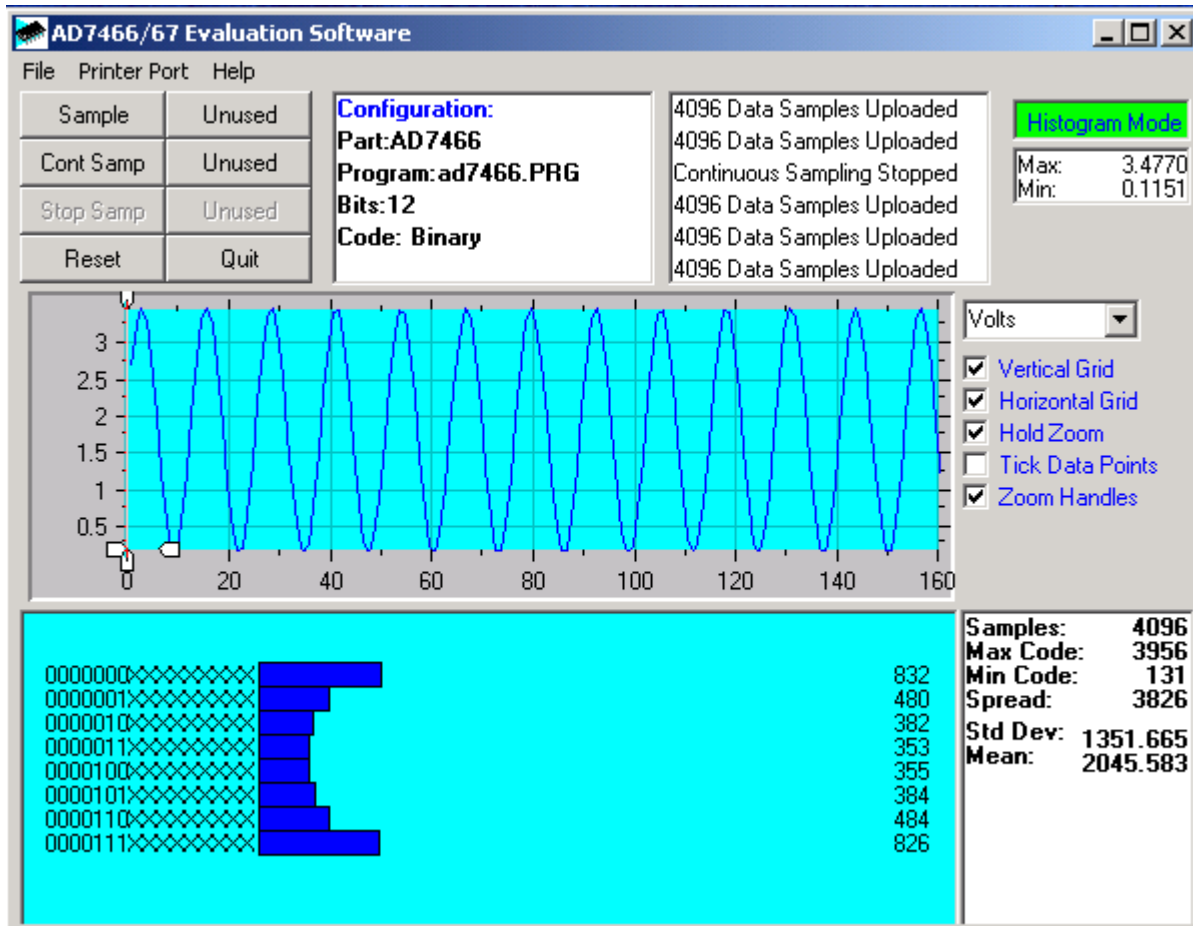 AD7466/67 Evaluation Software
File Printer Port Help
Sample Unused
Cont Samp Unused
Stop Samp Unused
Reset Quit
Configuration:
Part:AD7466
Program:ad7466.PRG
Bits:12
Code: Binary
4096 Data Samples Uploaded
4096 Data Samples Uploaded
Continuous Sampling Stopped
4096 Data Samples Uploaded
4096 Data Samples Uploaded
4096 Data Samples Uploaded
Histogram Mode
Max: 3.4770
Min: 0.1151
3
2.5
2
1.5
1
0.5
0 20 40 60 80 100 120 140 160
Volts
Vertical Grid
Horizontal Grid
Hold Zoom
Tick Data Points
Zoom Handles
0000000XXXXXXXXX 832
0000001XXXXXXXXX 480
0000010XXXXXXXXX 382
0000011XXXXXXXXX 353
0000100XXXXXXXXX 355
0000101XXXXXXXXX 384
0000110XXXXXXXXX 484
0000111XXXXXXXXX 826
Samples: 4096
Max Code: 3956
Min Code: 131
Spread: 3826
Std Dev: 1351.665
Mean: 2045.583